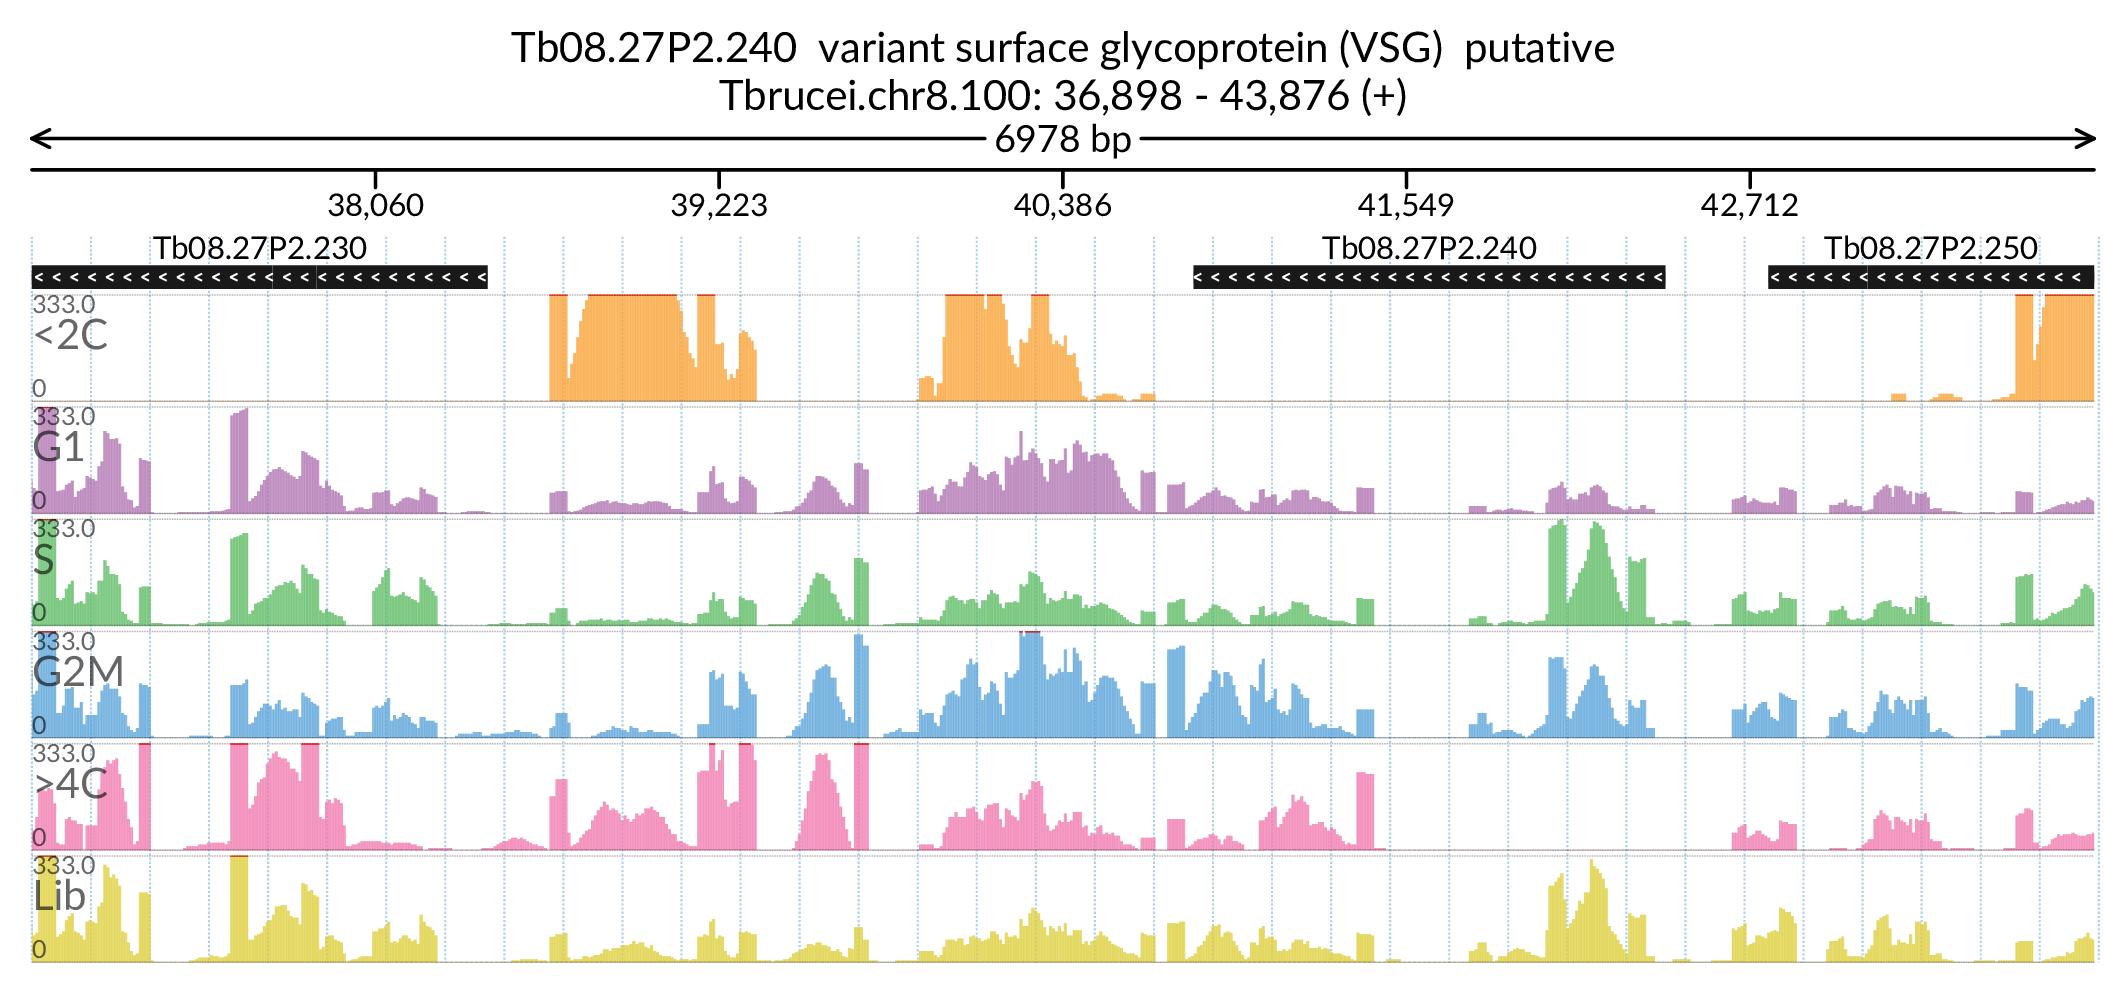 Tb08.27P2.240 variant surface glycoprotein (VSG) putative
Tbrucei.chr8.100: 36,898 - 43,876 (+)
6978 bp
38,060 39,223 40,386 41,549 42,712
Tb08.27P2.230 Tb08.27P2.240 Tb08.27P2.250
333.0
<2C
0
333.0
G1
0
333.0
S
0
333.0
G2M
0
333.0
>4C
0
333.0
Lib
0